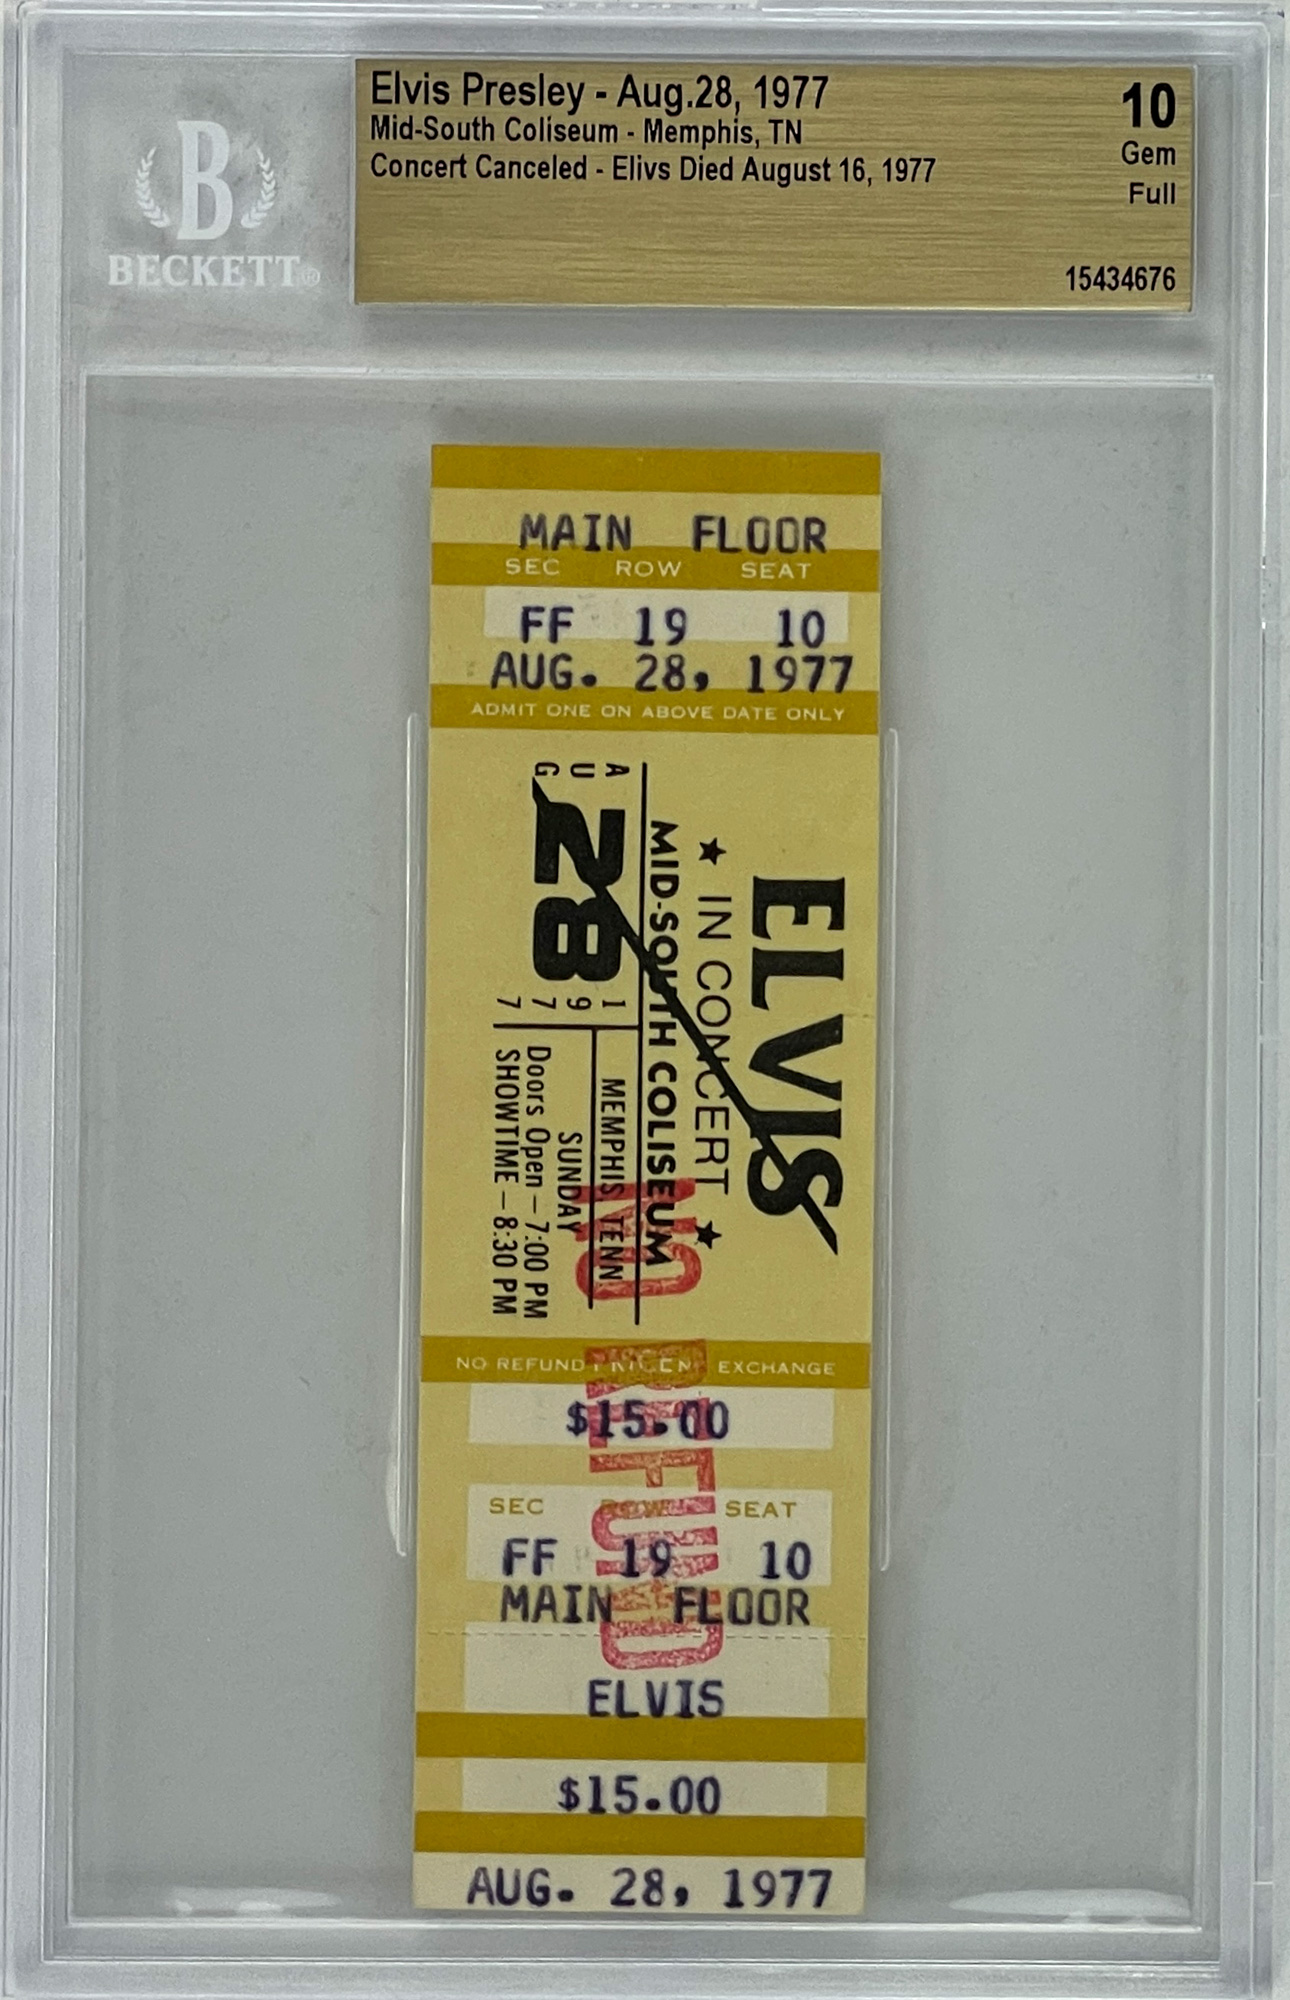 Elvis Presley - Aug.28, 1977
Mid-South Coliseum - Memphis, TN
Concert Canceled - Elivs Died August 16, 1977
10
Gem
Full
15434676
B
BECKETT®
MAIN FLOOR
SEC ROW SEAT
FF 19 10
AUG. 28, 1977
ADMIT ONE ON ABOVE DATE ONLY
ELVIS
★ IN CONCERT ★
MID-SOUTH COLISEUM
AUG 28 1977
MEMPHIS, TENN.
SUNDAY
Doors Open – 7:00 PM
SHOWTIME – 8:30 PM
NO REFUND
NO REFUND EXCHANGE
$15.00
SEC ROW SEAT
FF 19 10
MAIN FLOOR
ELVIS
$15.00
AUG. 28, 1977